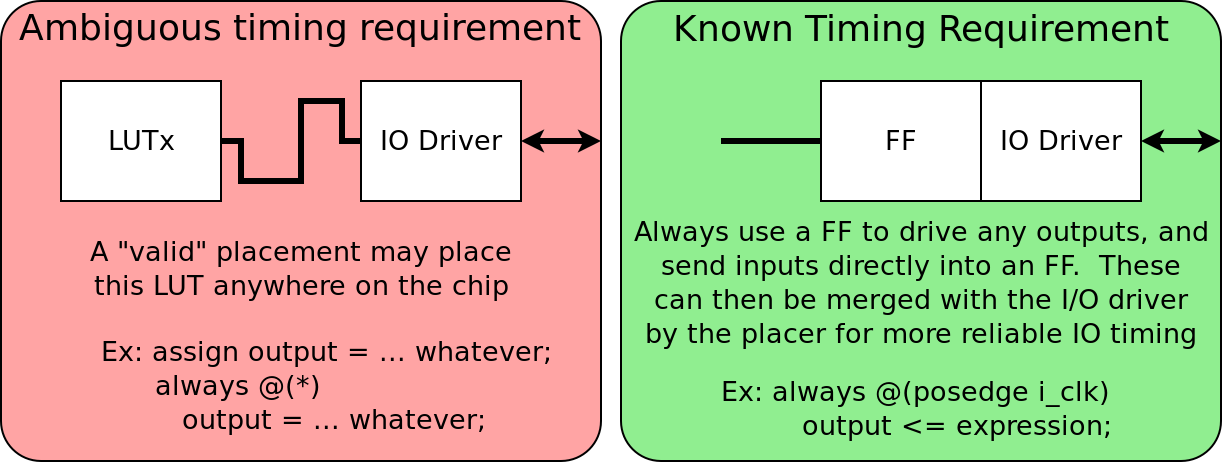 Ambiguous timing requirement
LUTx
IO Driver
A "valid" placement may place
this LUT anywhere on the chip
Ex: assign output = ... whatever;
always @(*)
output = ... whatever;
Known Timing Requirement
FF
IO Driver
Always use a FF to drive any outputs, and
send inputs directly into an FF.  These
can then be merged with the I/O driver
by the placer for more reliable IO timing
Ex: always @(posedge i_clk)
output <= expression;